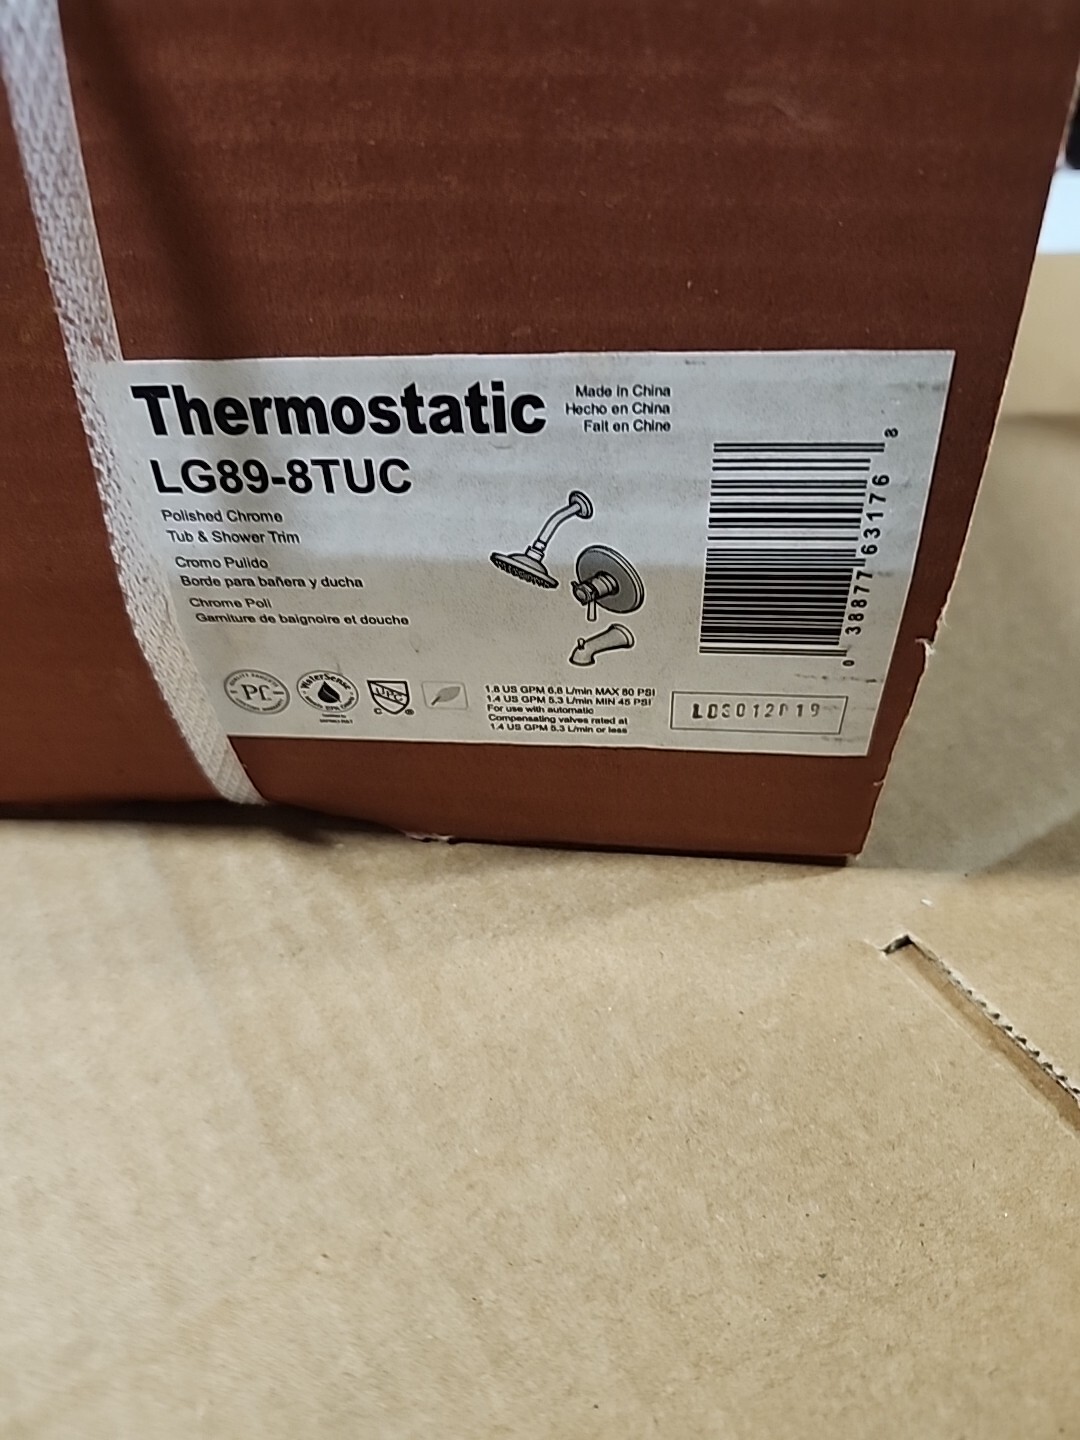 Thermostatic
Made in China
Hecho en China
Fait en Chine
LG89-8TUC
Polished Chrome
Tub & Shower Trim
Cromo Pulido
Borde para bañera y ducha
Chrome Poli
Garniture de baignoire et douche
0 38877 63176 8
PC
WaterSense
UPC
C
®
1.8 US GPM 6.8 L/min MAX 80 PSI
1.4 US GPM 5.3 L/min MIN 45 PSI
For use with automatic
Compensating valves rated at
1.4 US GPM 5.3 L/min or less